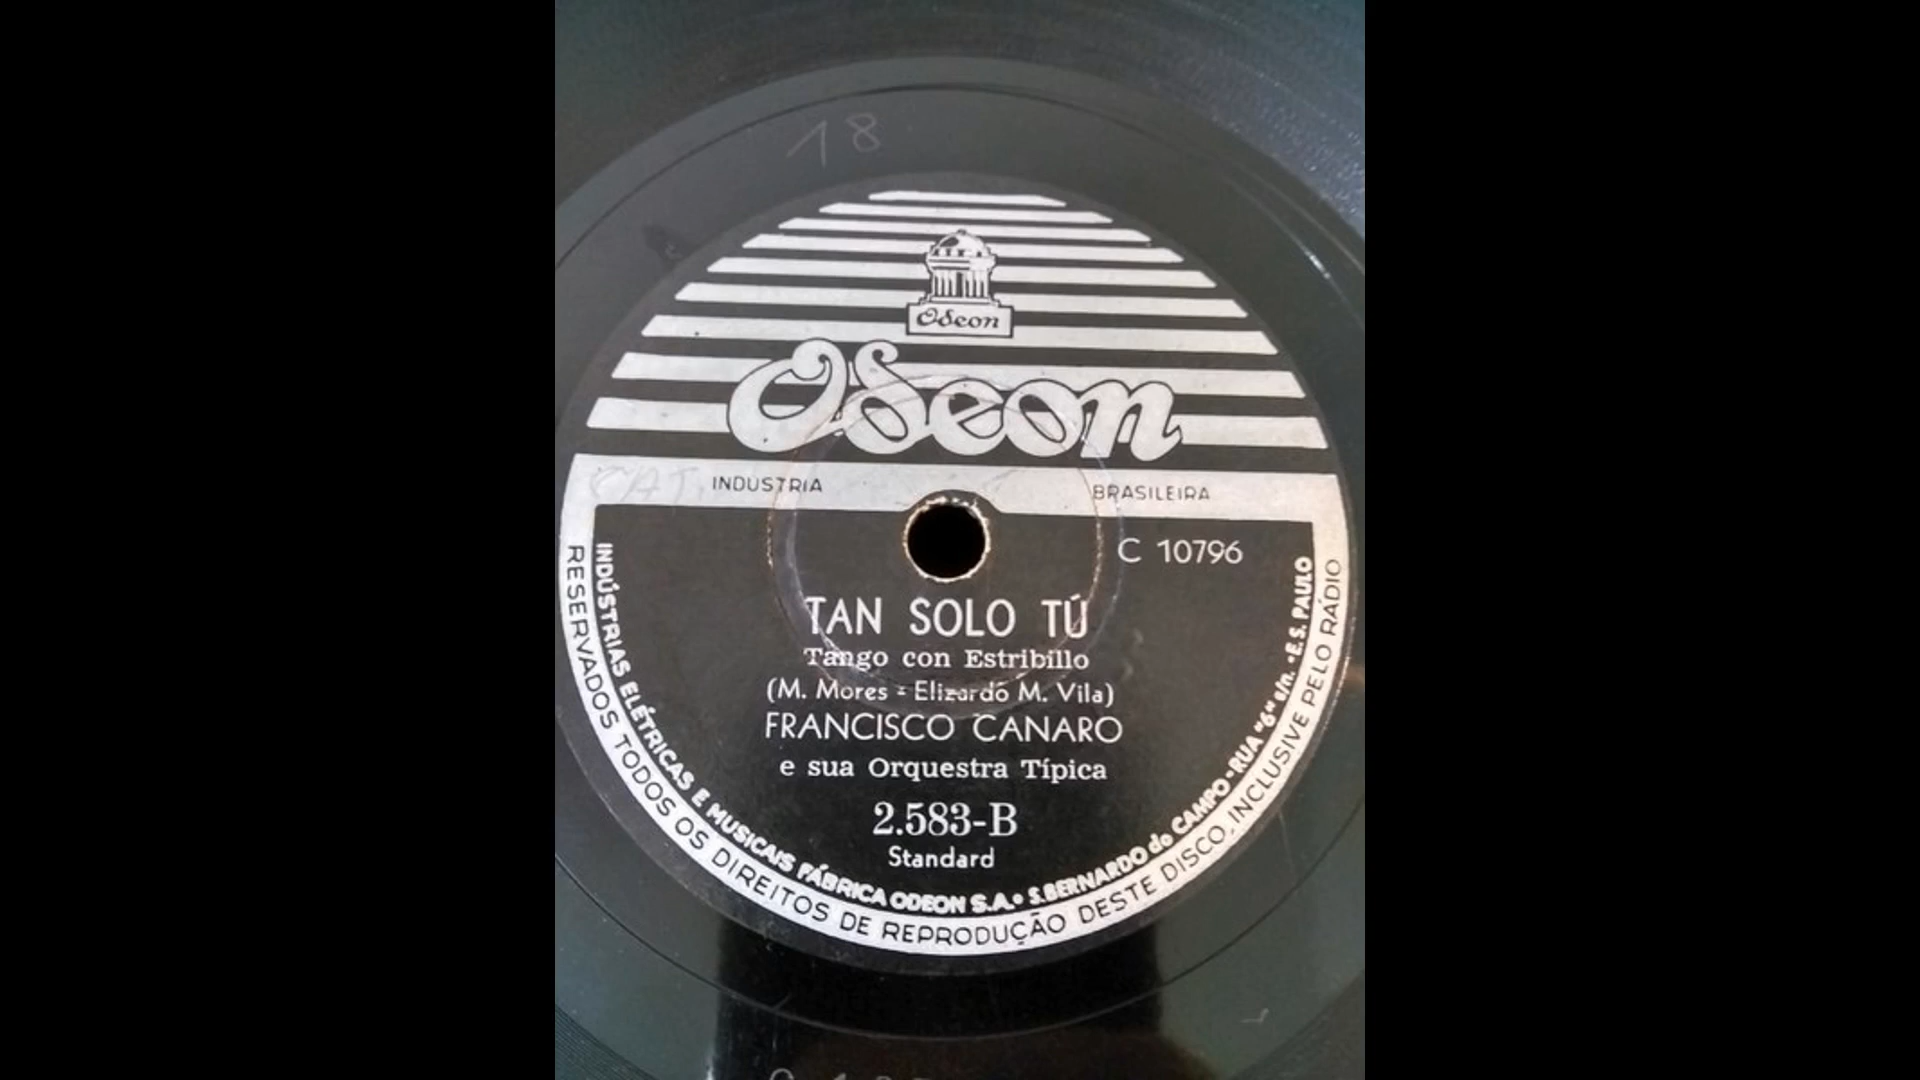 18
Odeon
Odeon
CAT.
INDUSTRIA BRASILEIRA
C 10796
TAN SOLO TÚ
Tango con Estribillo
(M. Mores - Elizardo M. Vila)
FRANCISCO CANARO
e sua Orquestra Típica
2.583-B
Standard
INDÚSTRIAS ELÉTRICAS E MUSICAIS FÁBRICA ODEON S.A. • S. BERNARDO do CAMPO - RUA "6" s/n. • E. S. PAULO
RESERVADOS TODOS OS DIREITOS DE REPRODUÇÃO DESTE DISCO, INCLUSIVE PELO RÁDIO